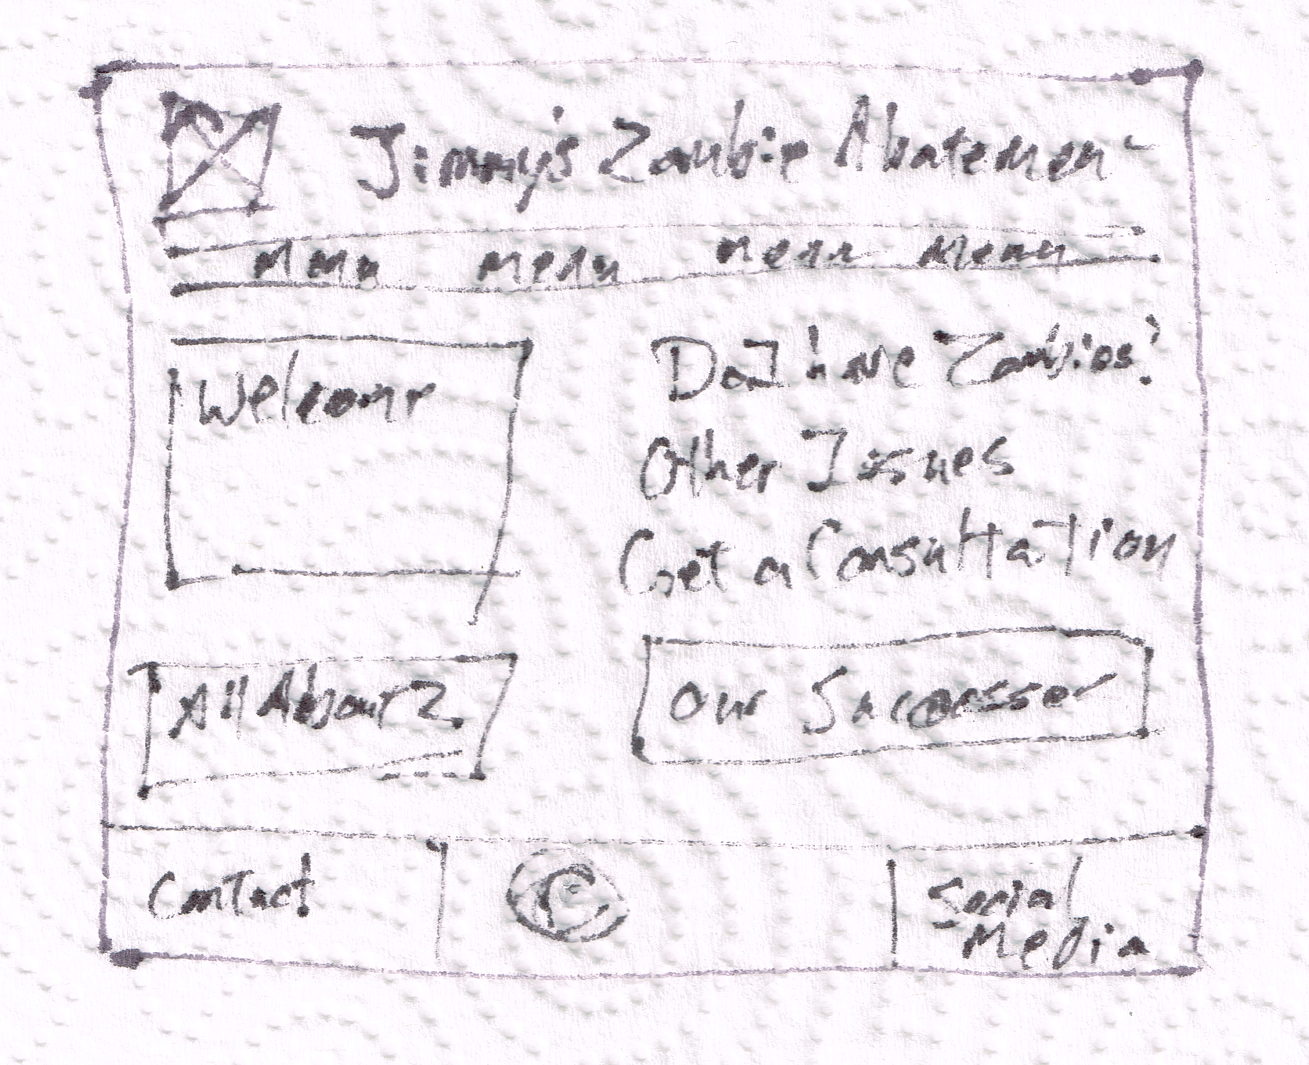 Jimmy's Zombie Abatemen
menu menu menu menu
Welcome
Do I have Zombies?
Other Issues
Get a Consultation
All About Z
Our Successes
Contact
©
Social
Media